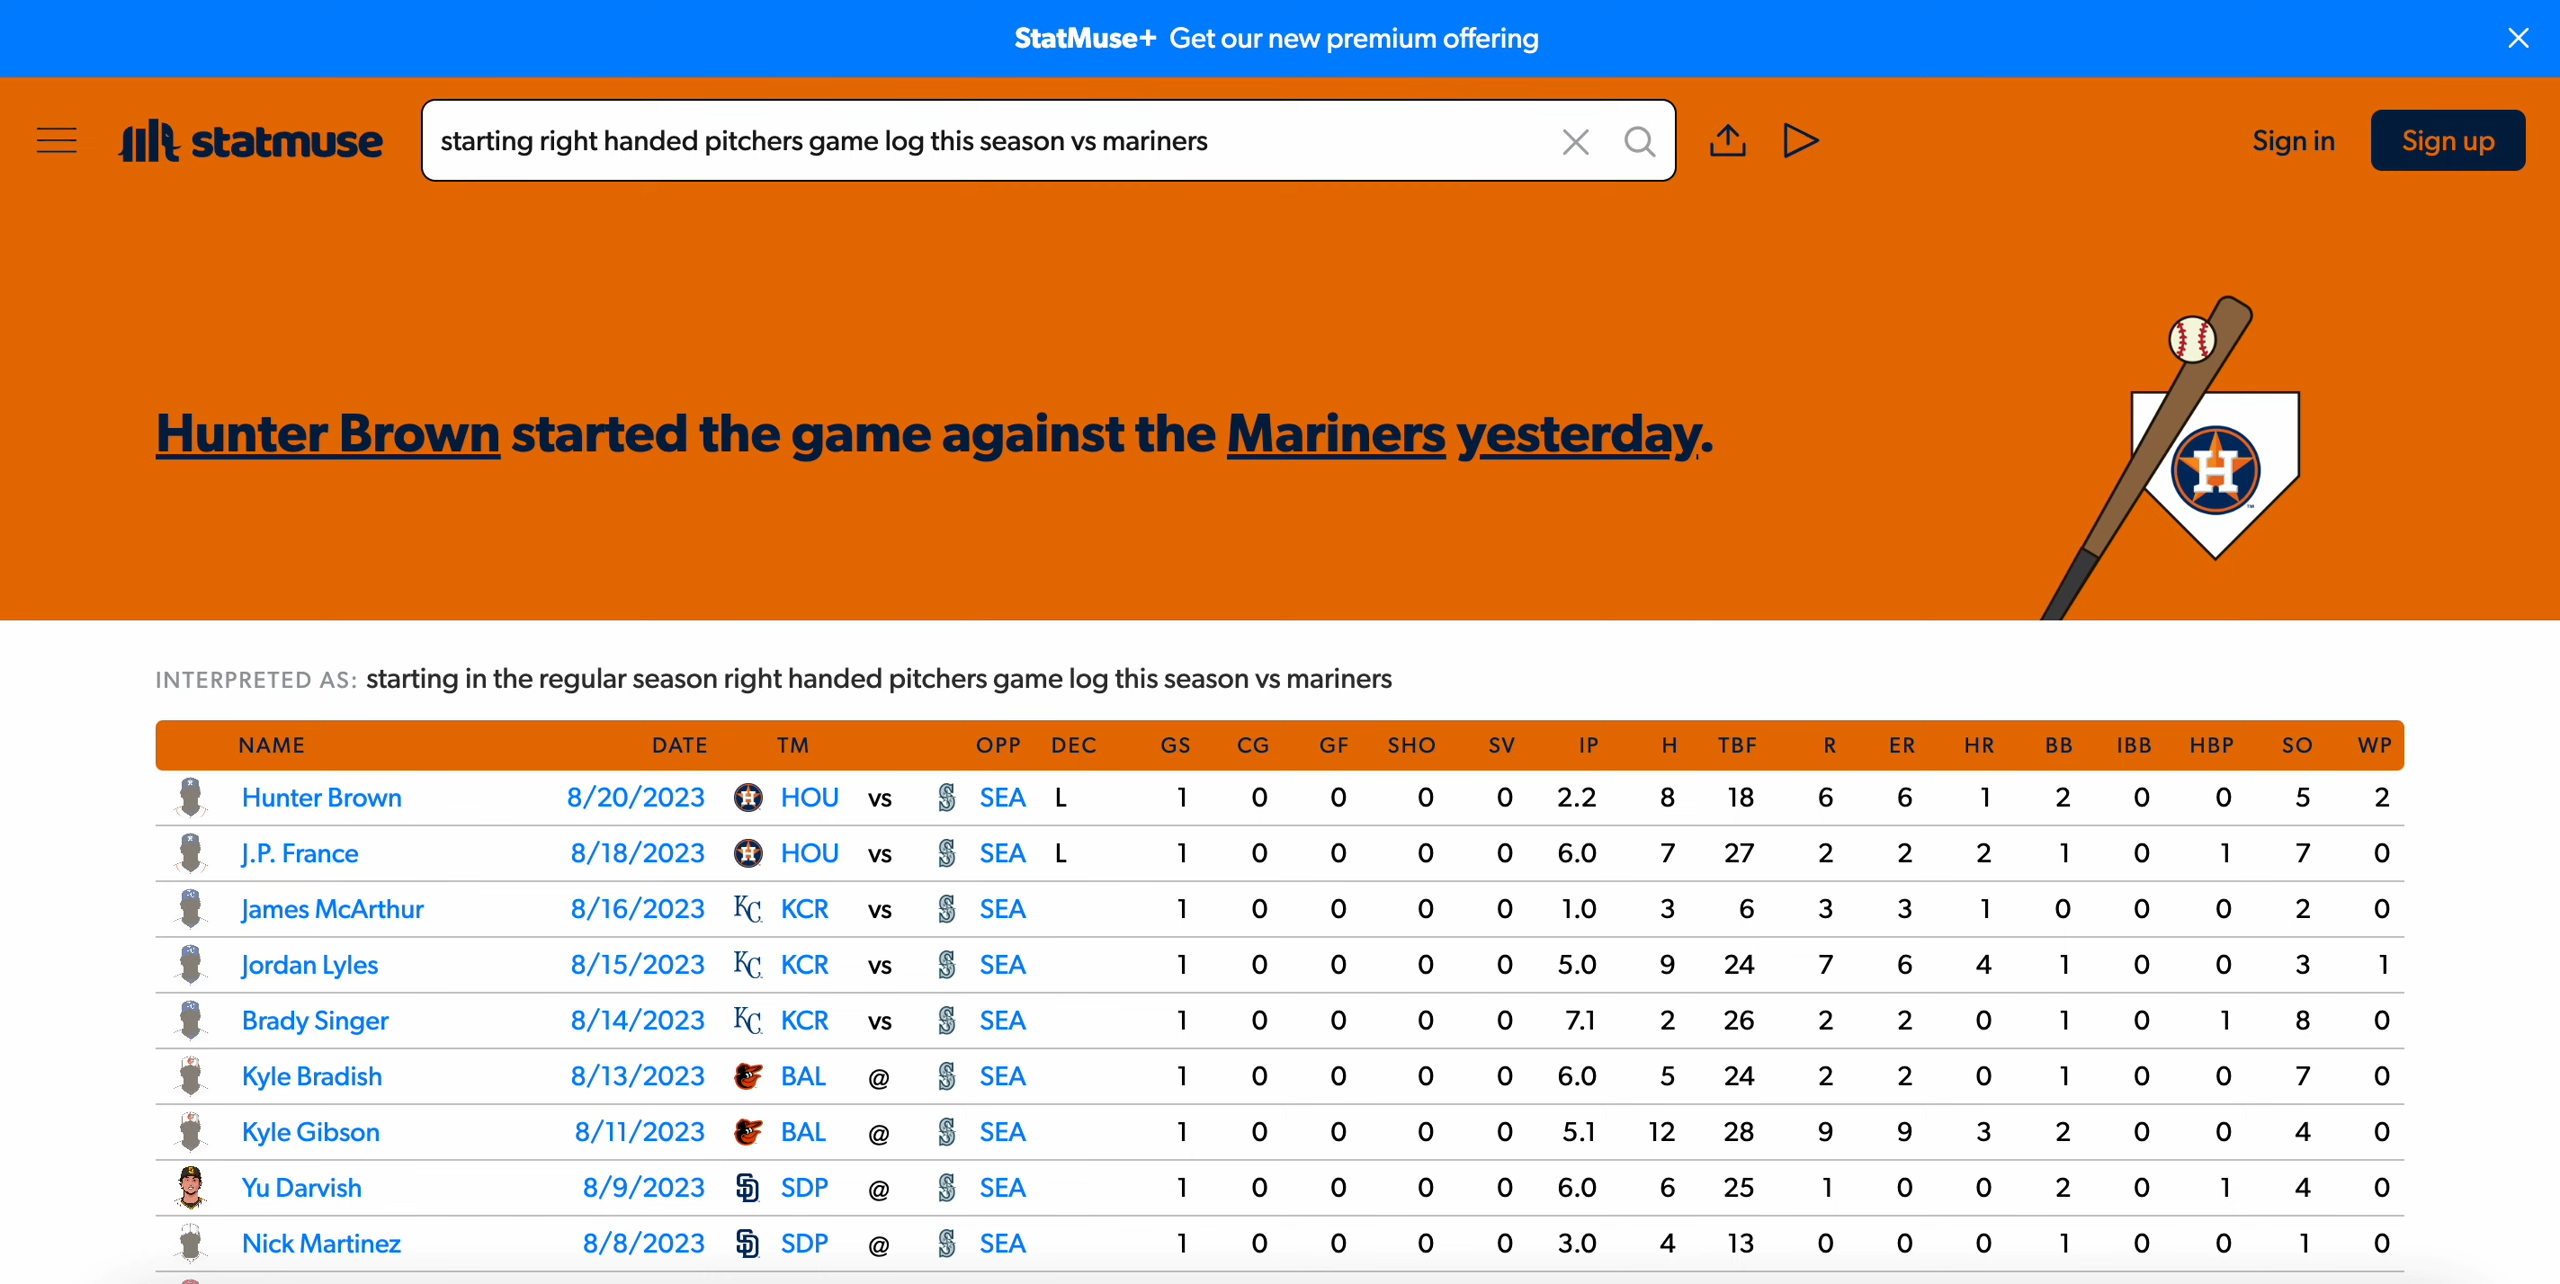 StatMuse+ Get our new premium offering
statmuse
starting right handed pitchers game log this season vs mariners
Sign in
Sign up
Hunter Brown started the game against the Mariners yesterday.
INTERPRETED AS: starting in the regular season right handed pitchers game log this season vs mariners
NAME DATE TM OPP DEC GS CG GF SHO SV IP H TBF R ER HR BB IBB HBP SO WP
Hunter Brown 8/20/2023 HOU vs SEA L 1 0 0 0 0 2.2 8 18 6 6 1 2 0 0 5 2
J.P. France 8/18/2023 HOU vs SEA L 1 0 0 0 0 6.0 7 27 2 2 2 1 0 1 7 0
James McArthur 8/16/2023 KCR vs SEA 1 0 0 0 0 1.0 3 6 3 3 1 0 0 0 2 0
Jordan Lyles 8/15/2023 KCR vs SEA 1 0 0 0 0 5.0 9 24 7 6 4 1 0 0 3 1
Brady Singer 8/14/2023 KCR vs SEA 1 0 0 0 0 7.1 2 26 2 2 0 1 0 1 8 0
Kyle Bradish 8/13/2023 BAL @ SEA 1 0 0 0 0 6.0 5 24 2 2 0 1 0 0 7 0
Kyle Gibson 8/11/2023 BAL @ SEA 1 0 0 0 0 5.1 12 28 9 9 3 2 0 0 4 0
Yu Darvish 8/9/2023 SDP @ SEA 1 0 0 0 0 6.0 6 25 1 0 0 2 0 1 4 0
Nick Martinez 8/8/2023 SDP @ SEA 1 0 0 0 0 3.0 4 13 0 0 0 1 0 0 1 0